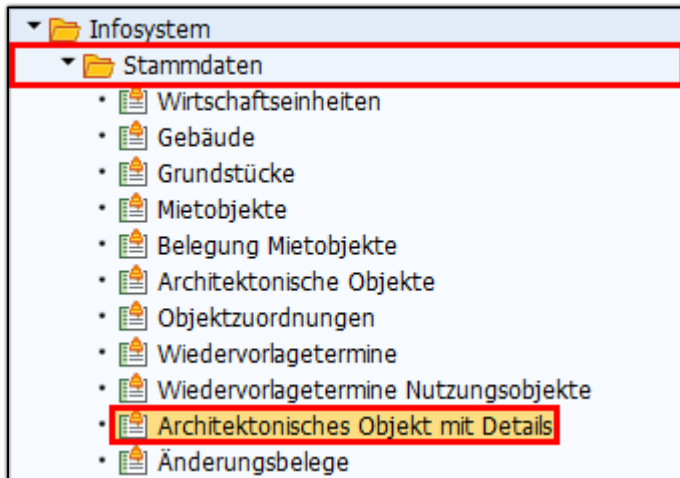 Infosystem
Stammdaten
Wirtschaftseinheiten
Gebäude
Grundstücke
Mietobjekte
Belegung Mietobjekte
Architektonische Objekte
Objektzuordnungen
Wiedervorlagetermine
Wiedervorlagetermine Nutzungsobjekte
Architektonisches Objekt mit Details
Änderungsbelege